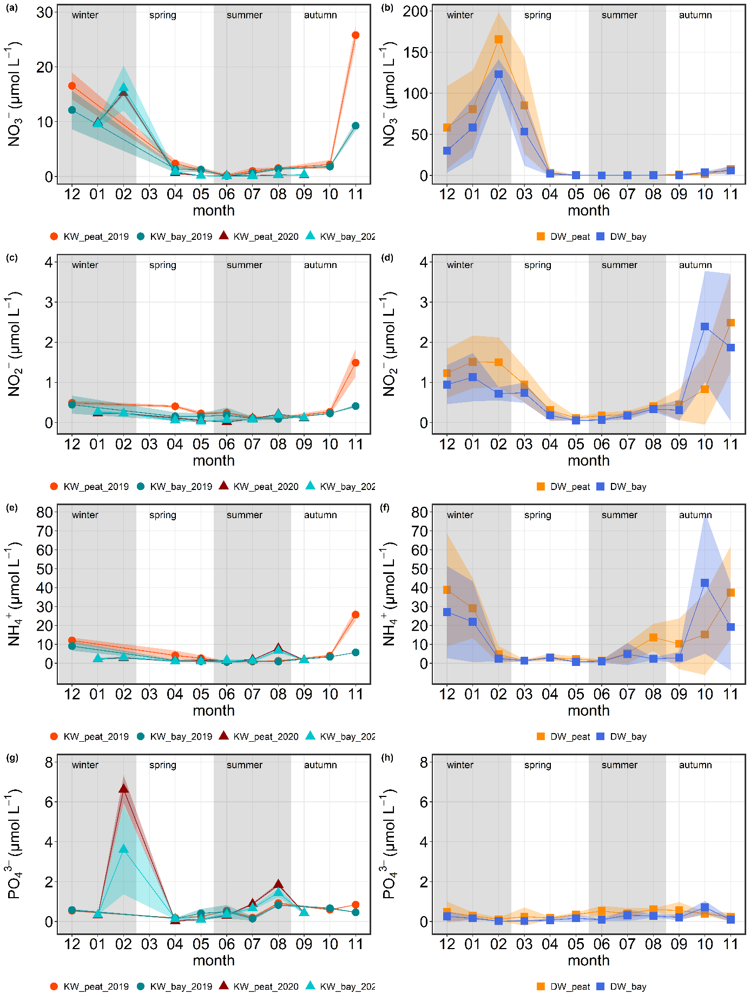 (a)
winter spring summer autumn
NO₃⁻ (µmol L⁻¹)
30
20
10
0
12 01 02 03 04 05 06 07 08 09 10 11
month
KW_peat_2019 KW_bay_2019 KW_peat_2020 KW_bay_202
(b)
winter spring summer autumn
NO₃⁻ (µmol L⁻¹)
200
150
100
50
0
12 01 02 03 04 05 06 07 08 09 10 11
month
DW_peat DW_bay
(c)
winter spring summer autumn
NO₂⁻ (µmol L⁻¹)
4
3
2
1
0
12 01 02 03 04 05 06 07 08 09 10 11
month
KW_peat_2019 KW_bay_2019 KW_peat_2020 KW_bay_202
(d)
winter spring summer autumn
NO₂⁻ (µmol L⁻¹)
4
3
2
1
0
12 01 02 03 04 05 06 07 08 09 10 11
month
DW_peat DW_bay
(e)
winter spring summer autumn
NH₄⁺ (µmol L⁻¹)
80
70
60
50
40
30
20
10
0
12 01 02 03 04 05 06 07 08 09 10 11
month
KW_peat_2019 KW_bay_2019 KW_peat_2020 KW_bay_202
(f)
winter spring summer autumn
NH₄⁺ (µmol L⁻¹)
80
70
60
50
40
30
20
10
0
12 01 02 03 04 05 06 07 08 09 10 11
month
DW_peat DW_bay
(g)
winter spring summer autumn
PO₄³⁻ (µmol L⁻¹)
8
6
4
2
0
12 01 02 03 04 05 06 07 08 09 10 11
month
KW_peat_2019 KW_bay_2019 KW_peat_2020 KW_bay_202
(h)
winter spring summer autumn
PO₄³⁻ (µmol L⁻¹)
8
6
4
2
0
12 01 02 03 04 05 06 07 08 09 10 11
month
DW_peat DW_bay